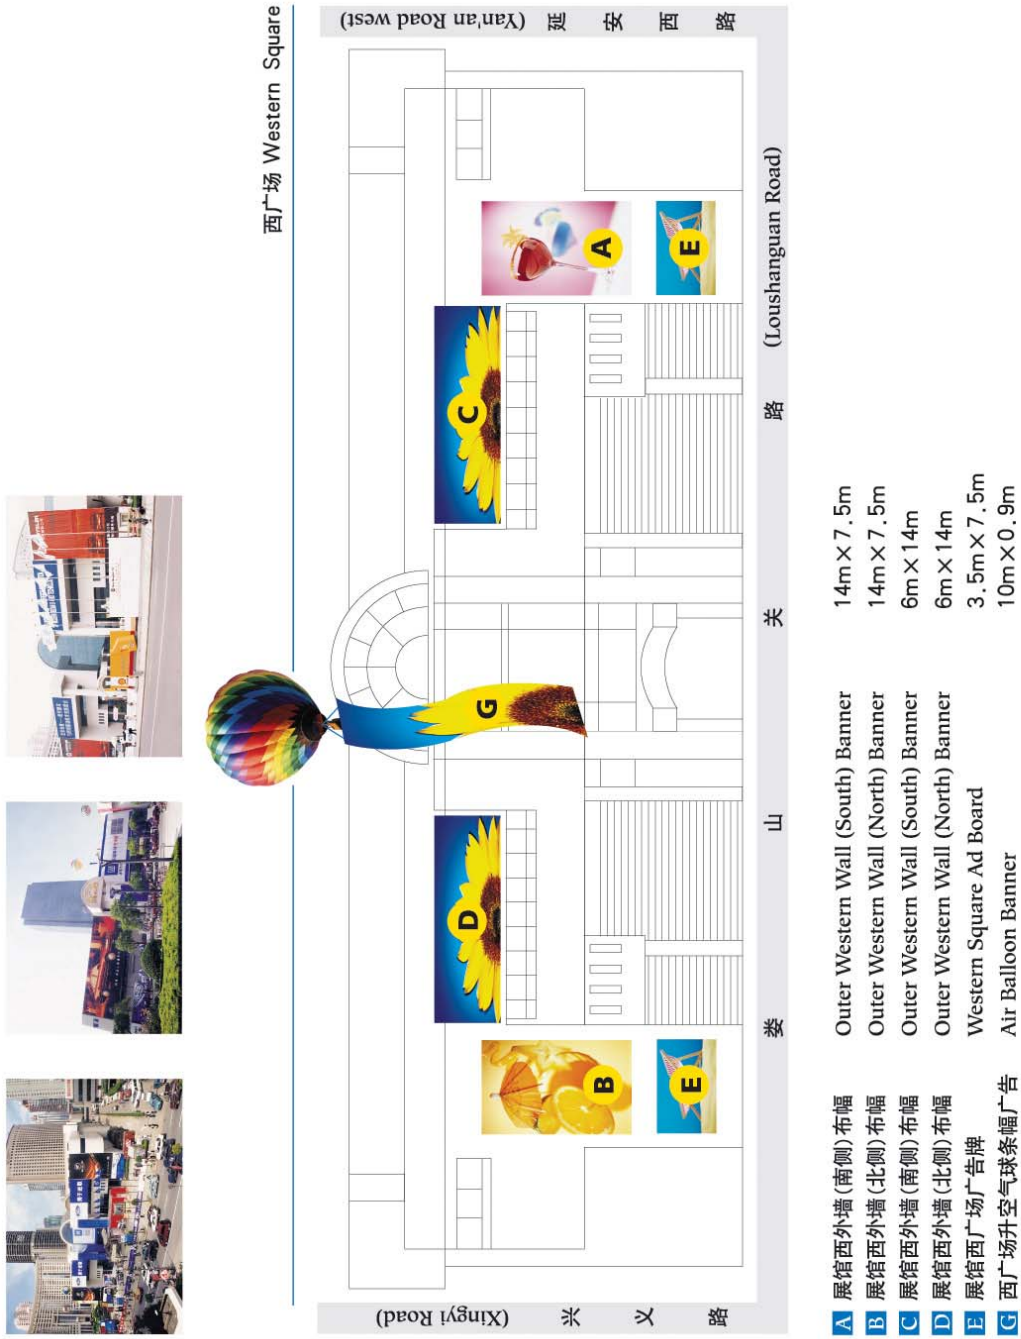 西广场 Western Square
兴义路
(Xingyi Road)
延安西路
(Yan'an Road west)
D
C
G
B
A
E
E
娄山关路 (Loushanguan Road)
A 展馆西外墙(南侧)布幅 Outer Western Wall (South) Banner 14m×7.5m
B 展馆西外墙(北侧)布幅 Outer Western Wall (North) Banner 14m×7.5m
C 展馆西外墙(南侧)布幅 Outer Western Wall (South) Banner 6m×14m
D 展馆西外墙(北侧)布幅 Outer Western Wall (North) Banner 6m×14m
E 展馆西广场广告牌 Western Square Ad Board 3.5m×7.5m
G 西广场升空气球条幅广告 Air Balloon Banner 10m×0.9m